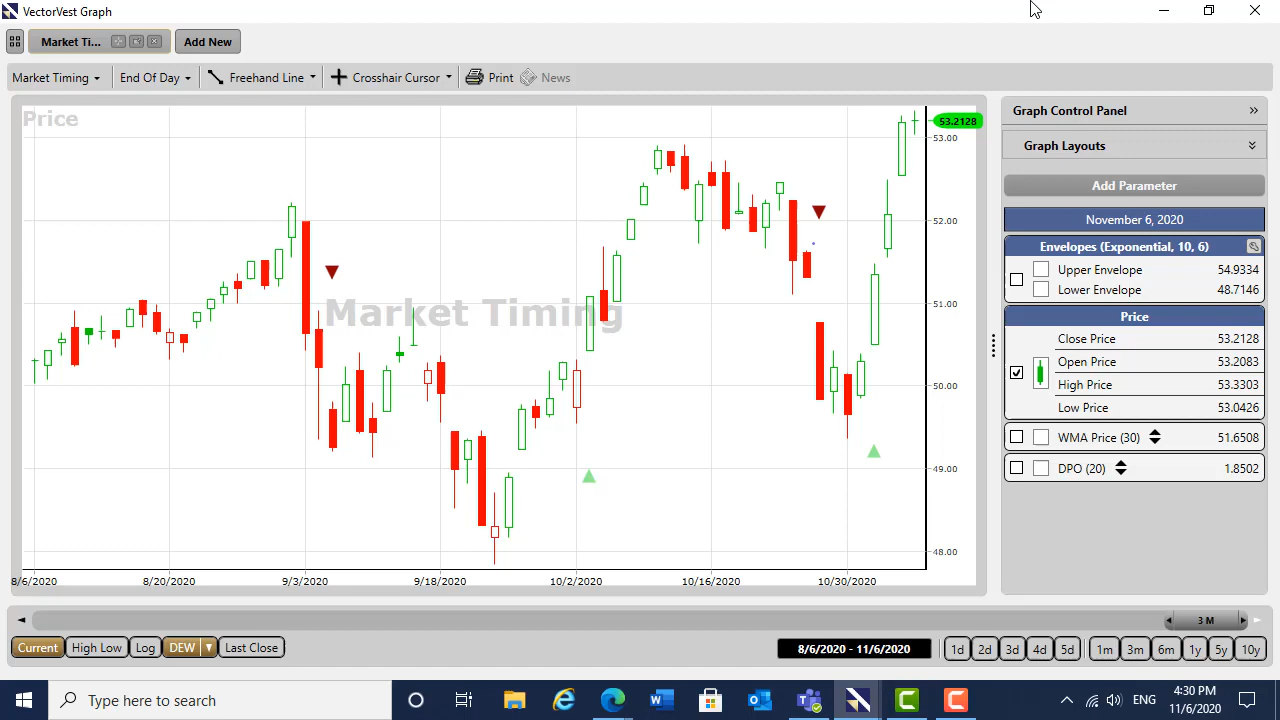 VectorVest Graph
Market Ti...
Add New
Market Timing
End Of Day
Freehand Line
Crosshair Cursor
Print
News
Price
Market Timing
53.2128
53.00
52.00
51.00
50.00
49.00
48.00
8/6/2020
8/20/2020
9/3/2020
9/18/2020
10/2/2020
10/16/2020
10/30/2020
Graph Control Panel
Graph Layouts
Add Parameter
November 6, 2020
Envelopes (Exponential, 10, 6)
Upper Envelope 54.9334
Lower Envelope 48.7146
Price
Close Price 53.2128
Open Price 53.2083
High Price 53.3303
Low Price 53.0426
WMA Price (30) 51.6508
DPO (20) 1.8502
3 M
Current
High Low
Log
DEW
Last Close
8/6/2020 - 11/6/2020
1d
2d
3d
4d
5d
1m
3m
6m
1y
5y
10y
Type here to search
ENG
4:30 PM
11/6/2020